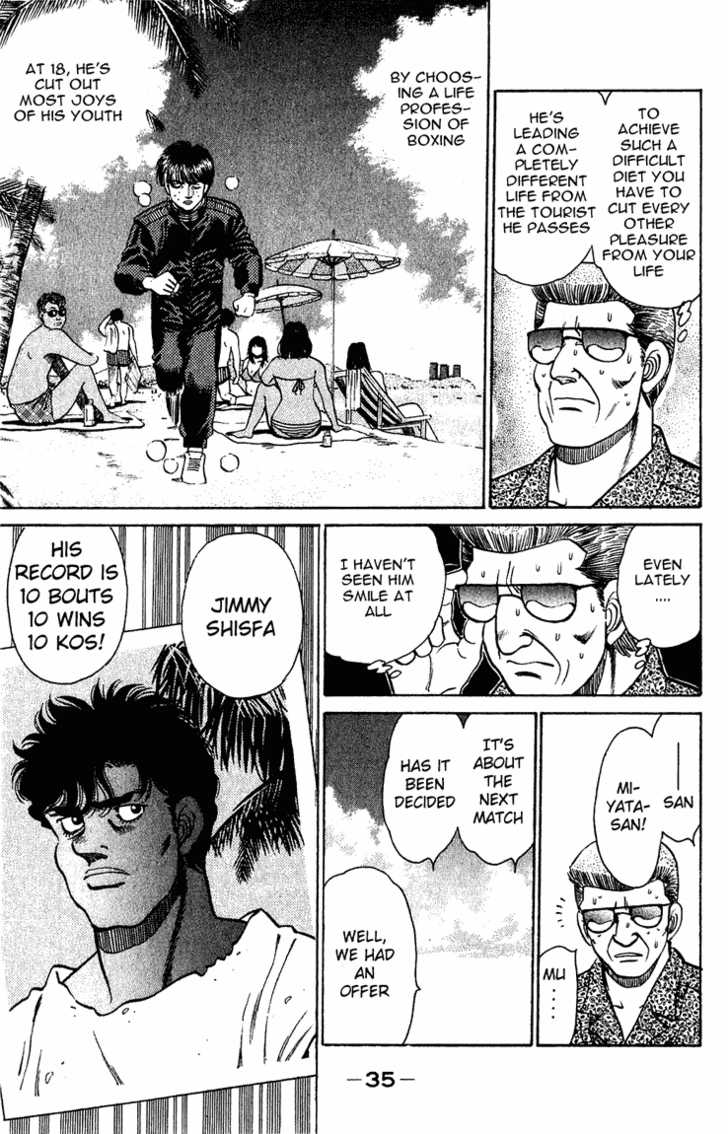 TO
ACHIEVE
SUCH A
DIFFICULT
DIET YOU
HAVE TO
CUT EVERY
OTHER
PLEASURE
FROM YOUR
LIFE
HE'S
LEADING
A COM-
PLETELY
DIFFERENT
LIFE FROM
THE TOURIST
HE PASSES
BY CHOOS-
ING A LIFE
PROFES-
SION OF
BOXING
AT 18, HE'S
CUT OUT
MOST JOYS
OF HIS YOUTH
EVEN
LATELY
....
I HAVEN'T
SEEN HIM
SMILE AT
ALL
—SAN
MI-
YATA-
SAN!
MU
...
IT'S
ABOUT
THE
NEXT
MATCH
HAS IT
BEEN
DECIDED
WELL,
WE HAD
AN
OFFER
JIMMY
SHISFA
HIS
RECORD IS
10 BOUTS
10 WINS
10 KOS!
—35—